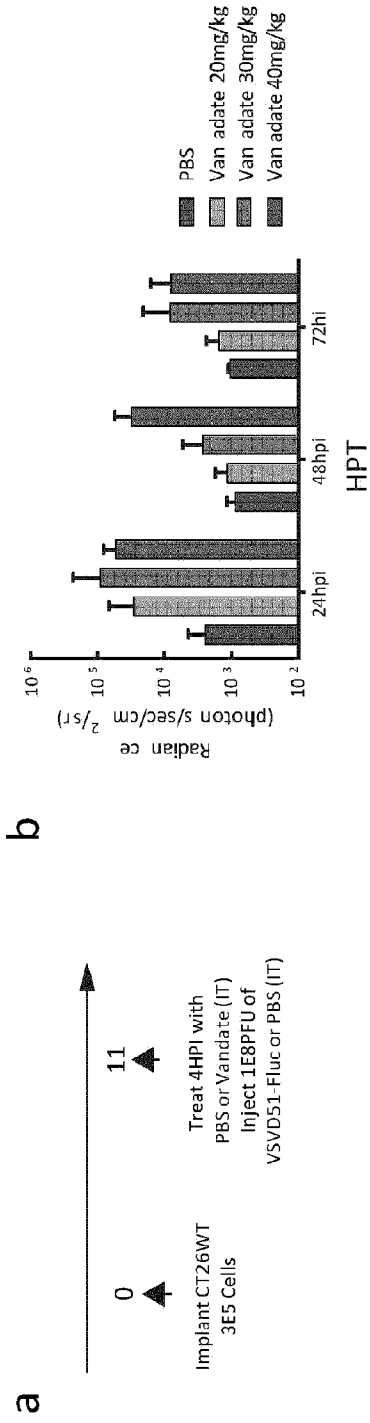 a
0
11
Implant CT26WT
3E5 Cells
Treat 4HPI with
PBS or Vandate (IT)
Inject 1E8PFU of
VSVD51-Fluc or PBS (IT)
b
Radian ce
(photon s/sec/cm 2/sr)
10 6
10 5
10 4
10 3
10 2
24hpi
48hpi
72hi
HPT
PBS
Van adate 20mg/kg
Van adate 30mg/kg
Van adate 40mg/kg